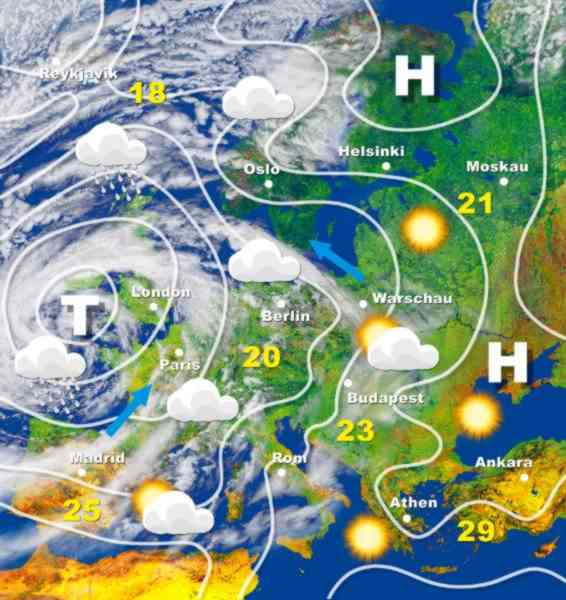 H
Reykjavik
18
Helsinki
Oslo
Moskau
21
London
T
Warschau
Berlin
Paris
20
H
Budapest
23
Madrid
Rom
Ankara
25
Athen
29